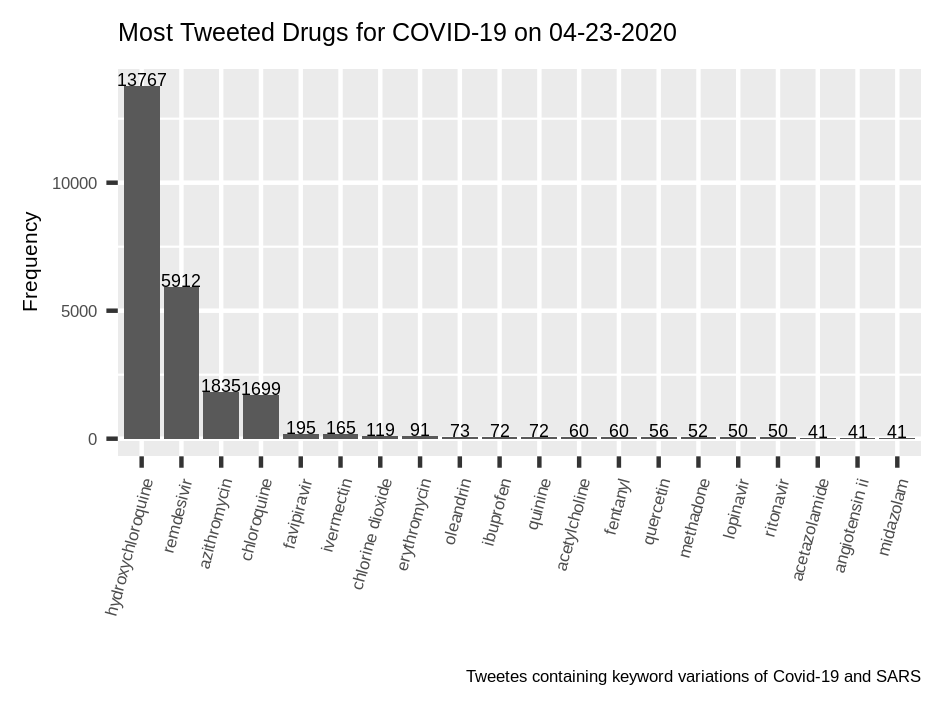 Most Tweeted Drugs for COVID-19 on 04-23-2020
Frequency
10000
5000
0
13767
5912
1835
1699
195
165
119
91
73
72
72
60
60
56
52
50
50
41
41
41
hydroxychloroquine
remdesivir
azithromycin
chloroquine
favipiravir
ivermectin
chlorine dioxide
erythromycin
oleandrin
ibuprofen
quinine
acetylcholine
fentanyl
quercetin
methadone
lopinavir
ritonavir
acetazolamide
angiotensin ii
midazolam
Tweetes containing keyword variations of Covid-19 and SARS